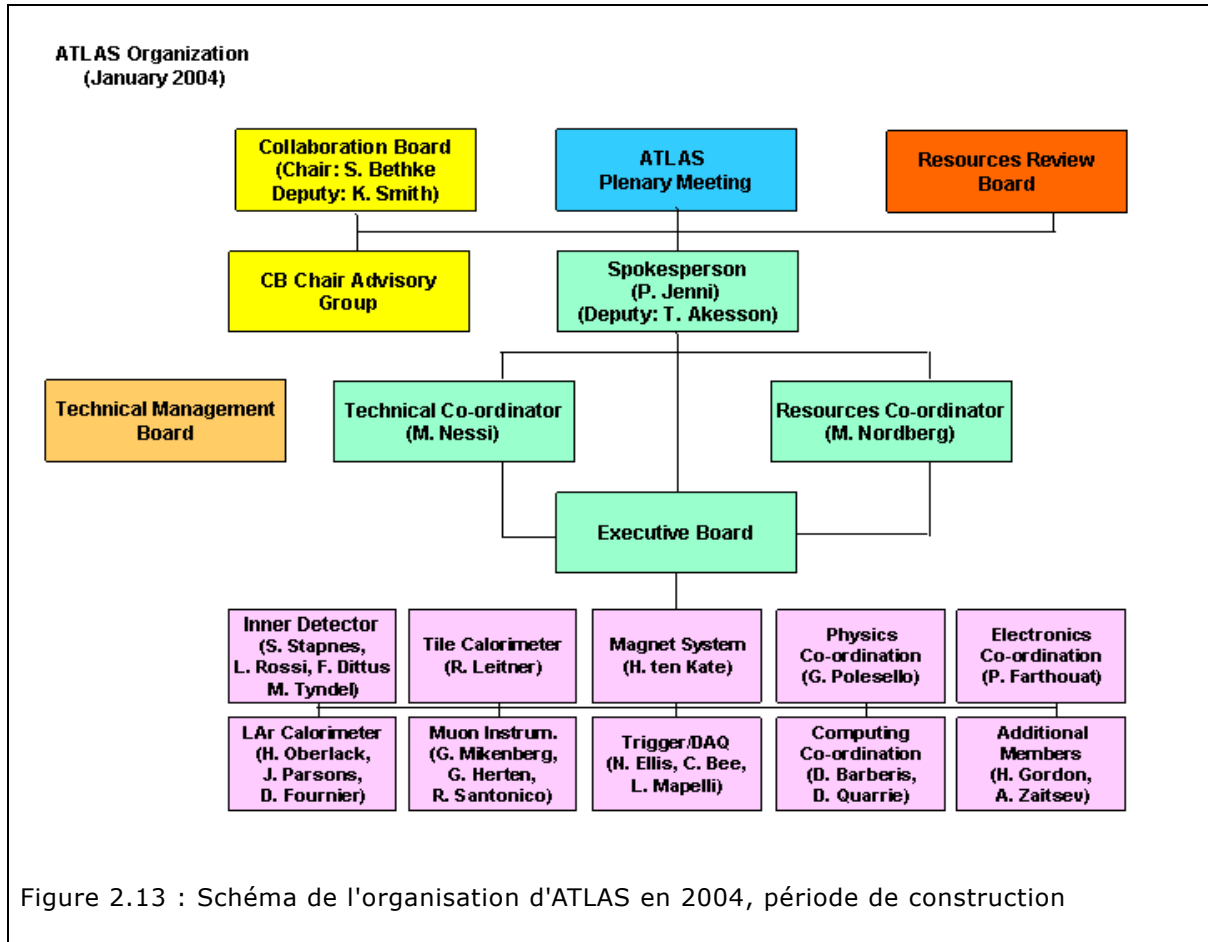 ATLAS Organization
(January 2004)
Collaboration Board
(Chair: S. Bethke
Deputy: K. Smith)
ATLAS
Plenary Meeting
Resources Review
Board
CB Chair Advisory
Group
Spokesperson
(P. Jenni)
(Deputy: T. Akesson)
Technical Management
Board
Technical Co-ordinator
(M. Nessi)
Resources Co-ordinator
(M. Nordberg)
Executive Board
Inner Detector
(S. Stapnes,
L. Rossi, F. Dittus
M. Tyndel)
Tile Calorimeter
(R. Leitner)
Magnet System
(H. ten Kate)
Physics
Co-ordination
(G. Polesello)
Electronics
Co-ordination
(P. Farthouat)
LAr Calorimeter
(H. Oberlack,
J. Parsons,
D. Fournier)
Muon Instrum.
(G. Mikenberg,
G. Herten,
R. Santonico)
Trigger/DAQ
(N. Ellis, C. Bee,
L. Mapelli)
Computing
Co-ordination
(D. Barberis,
D. Quarrie)
Additional
Members
(H. Gordon,
A. Zaitsev)
Figure 2.13 : Schéma de l'organisation d'ATLAS en 2004, période de construction